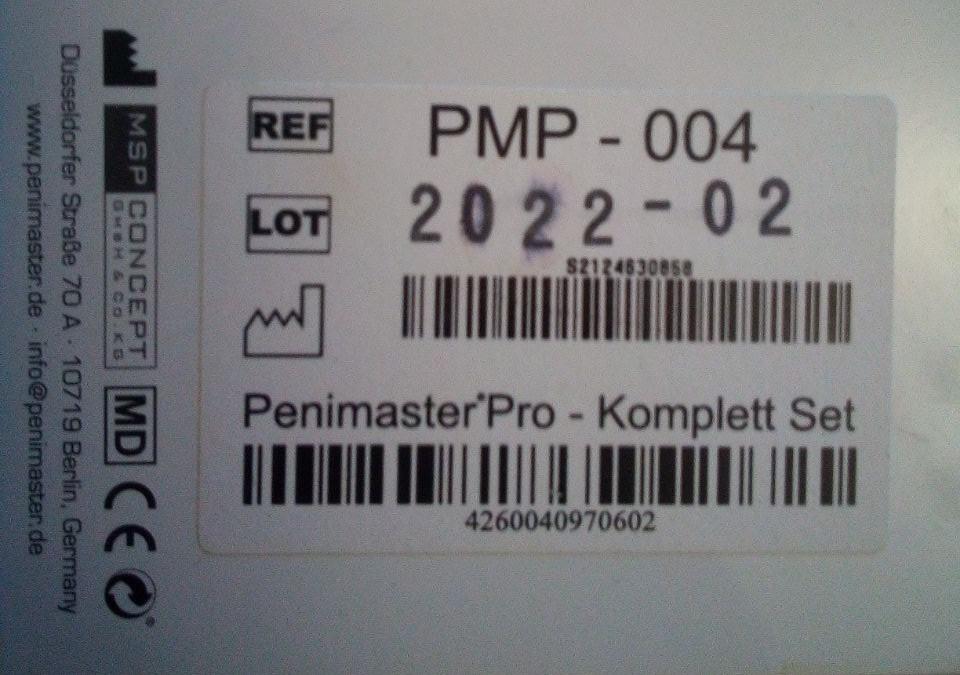 REF PMP - 004
LOT 2022-02
S2124630858
Penimaster®Pro - Komplett Set
4260040970602
MSP CONCEPT
GMBH & CO. KG
MD CE
Düsseldorfer Straße 70 A · 10719 Berlin, Germany
www.penimaster.de · info@penimaster.de